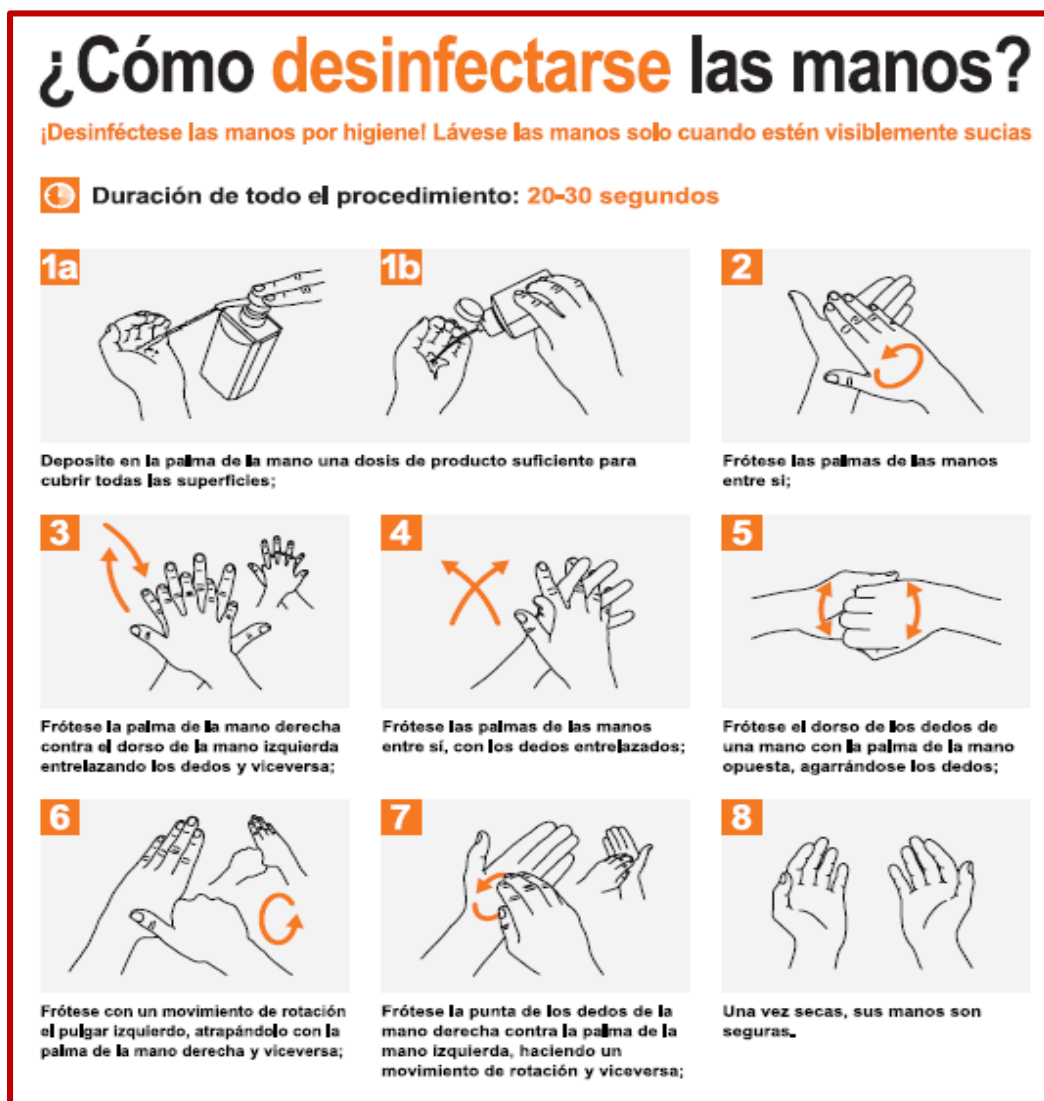 ¿Cómo desinfectarse las manos?
¡Desinféctese las manos por higiene! Lávese las manos solo cuando estén visiblemente sucias
Duración de todo el procedimiento: 20-30 segundos
1a
1b
Deposite en la palma de la mano una dosis de producto suficiente para
cubrir todas las superficies;
2
Frótese las palmas de las manos
entre si;
3
Frótese la palma de la mano derecha
contra el dorso de la mano izquierda
entrelazando los dedos y viceversa;
4
Frótese las palmas de las manos
entre sí, con los dedos entrelazados;
5
Frótese el dorso de los dedos de
una mano con la palma de la mano
opuesta, agarrándose los dedos;
6
Frótese con un movimiento de rotación
el pulgar izquierdo, atrapándolo con la
palma de la mano derecha y viceversa;
7
Frótese la punta de los dedos de la
mano derecha contra la palma de la
mano izquierda, haciendo un
movimiento de rotación y viceversa;
8
Una vez secas, sus manos son
seguras.